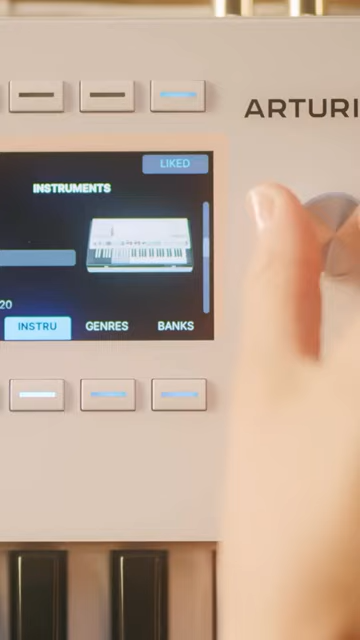 ARTURI
LIKED
INSTRUMENTS
20
INSTRU GENRES BANKS